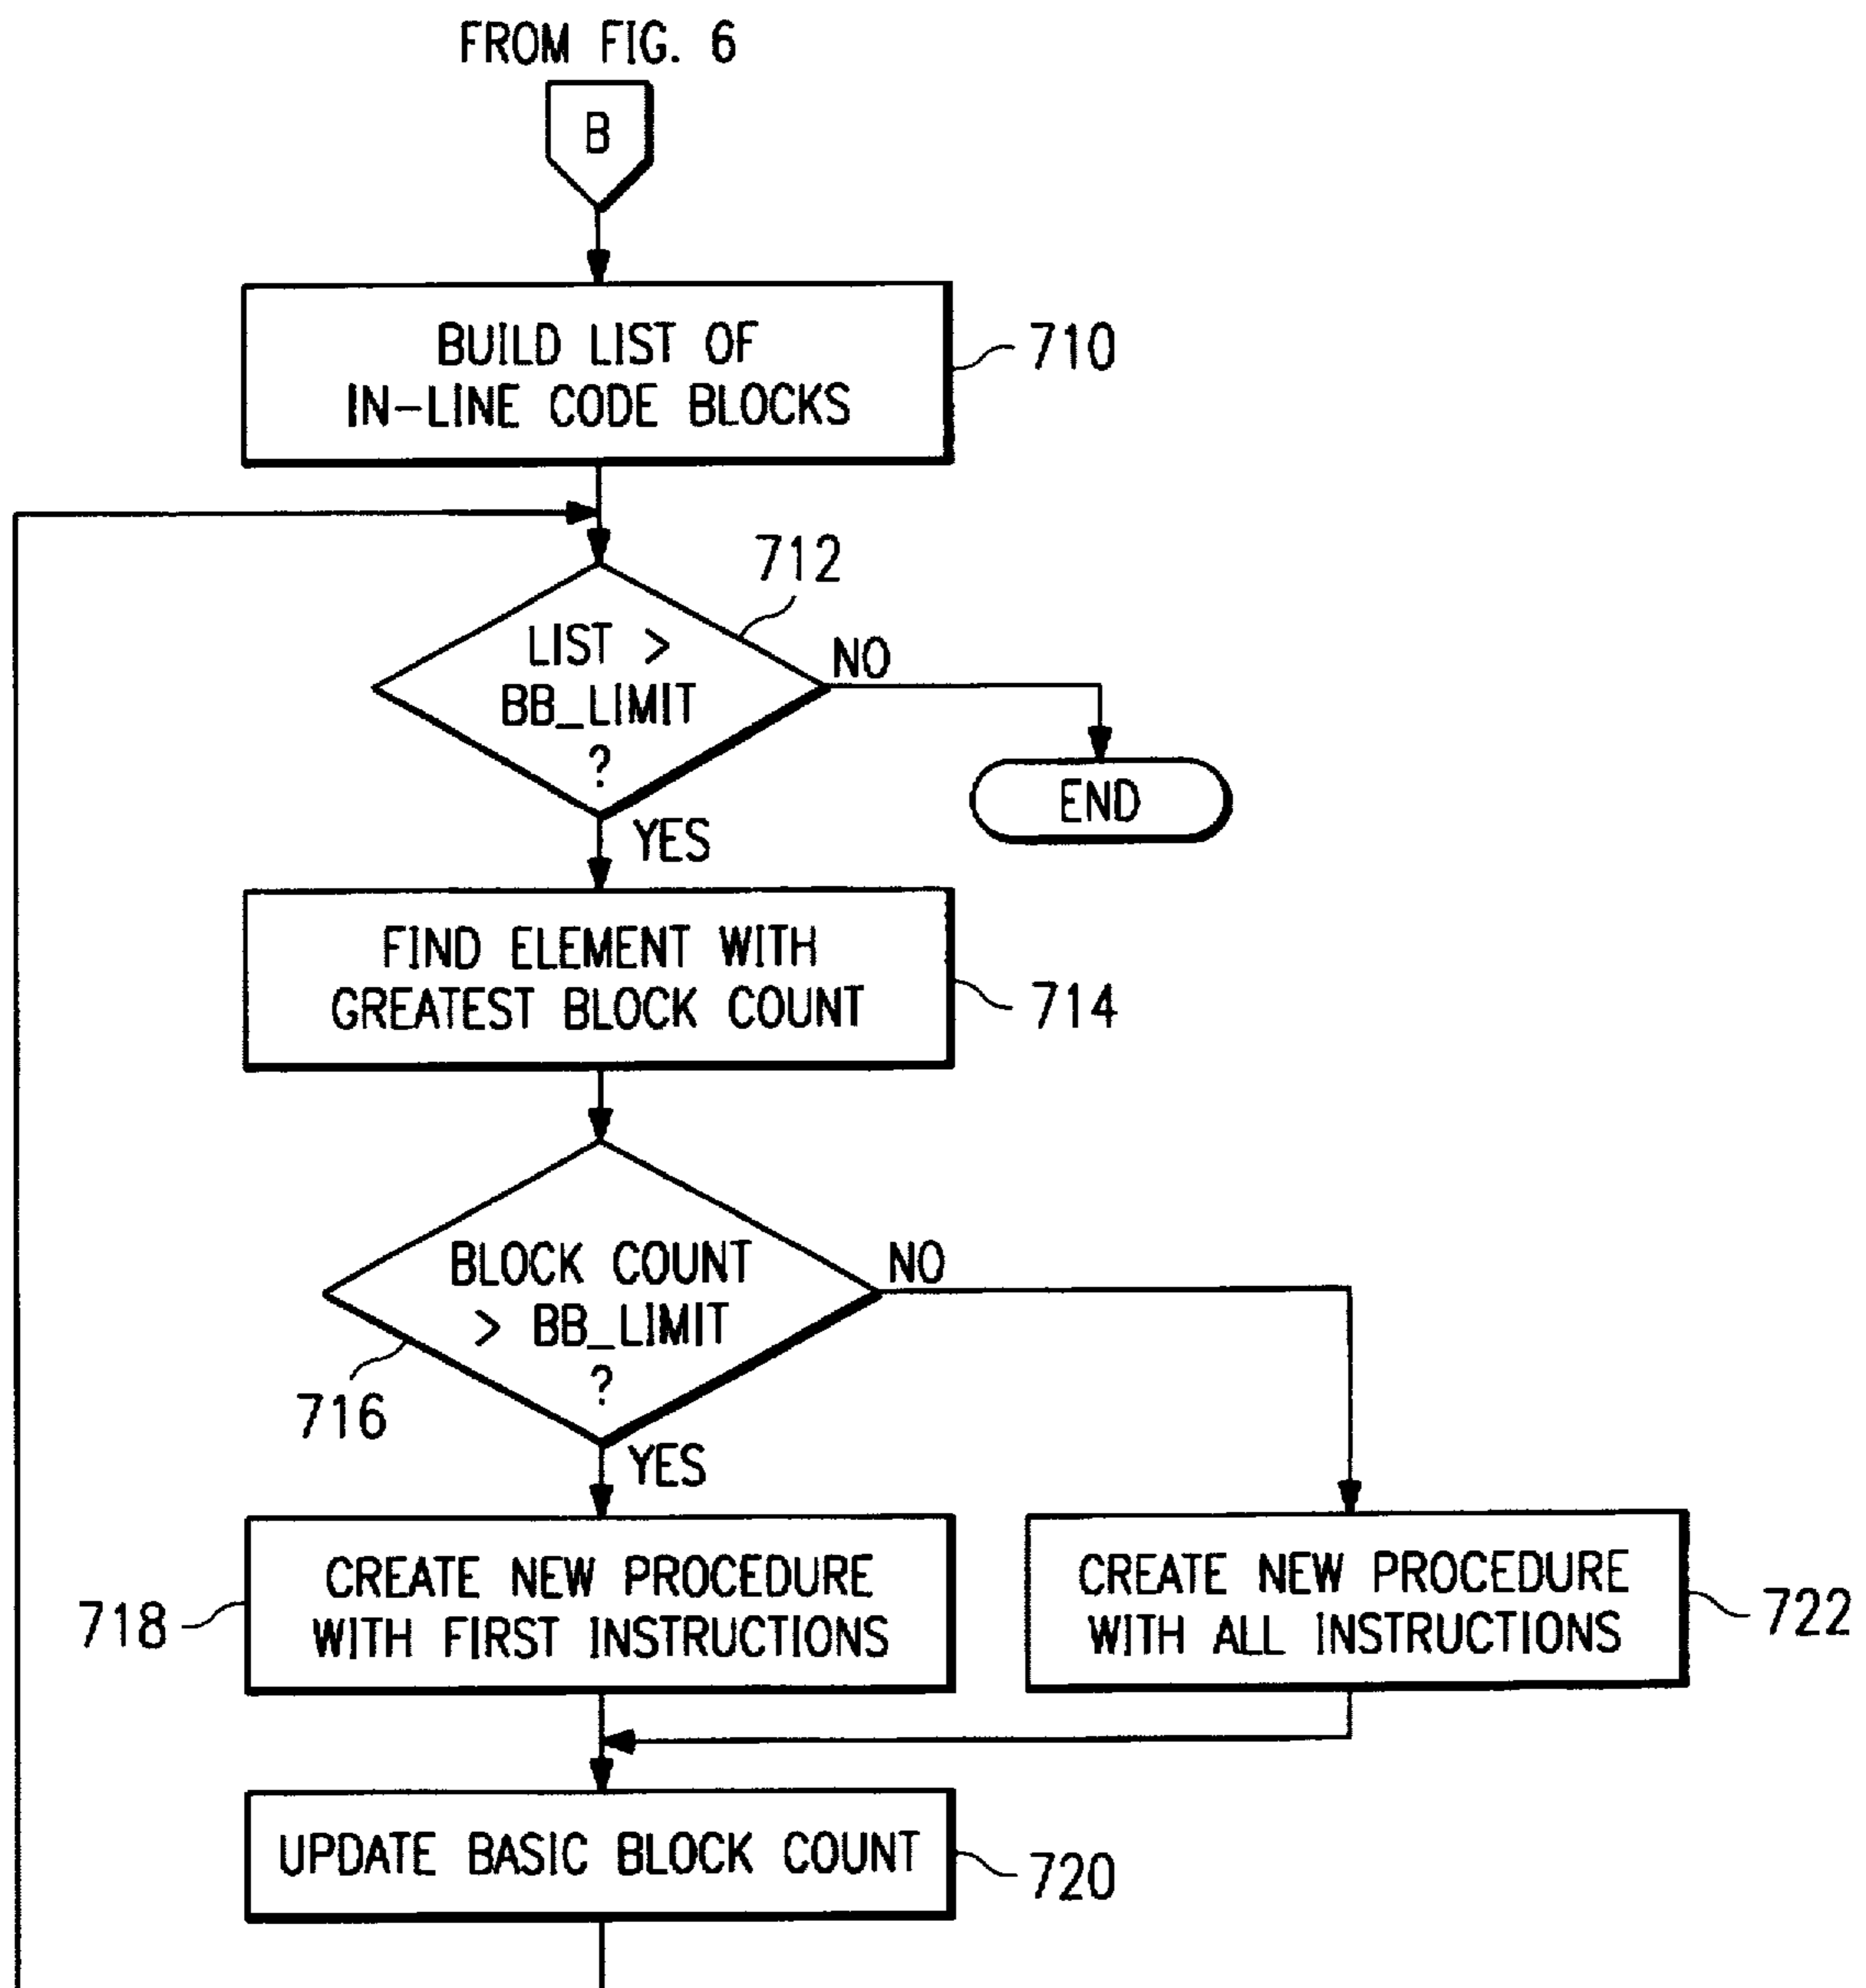 FROM FIG. 6
B
BUILD LIST OF
IN-LINE CODE BLOCKS
710
712
LIST >
BB_LIMIT
?
NO
END
YES
FIND ELEMENT WITH
GREATEST BLOCK COUNT
714
BLOCK COUNT
> BB_LIMIT
?
NO
716
YES
CREATE NEW PROCEDURE
WITH FIRST INSTRUCTIONS
718
CREATE NEW PROCEDURE
WITH ALL INSTRUCTIONS
722
UPDATE BASIC BLOCK COUNT
720